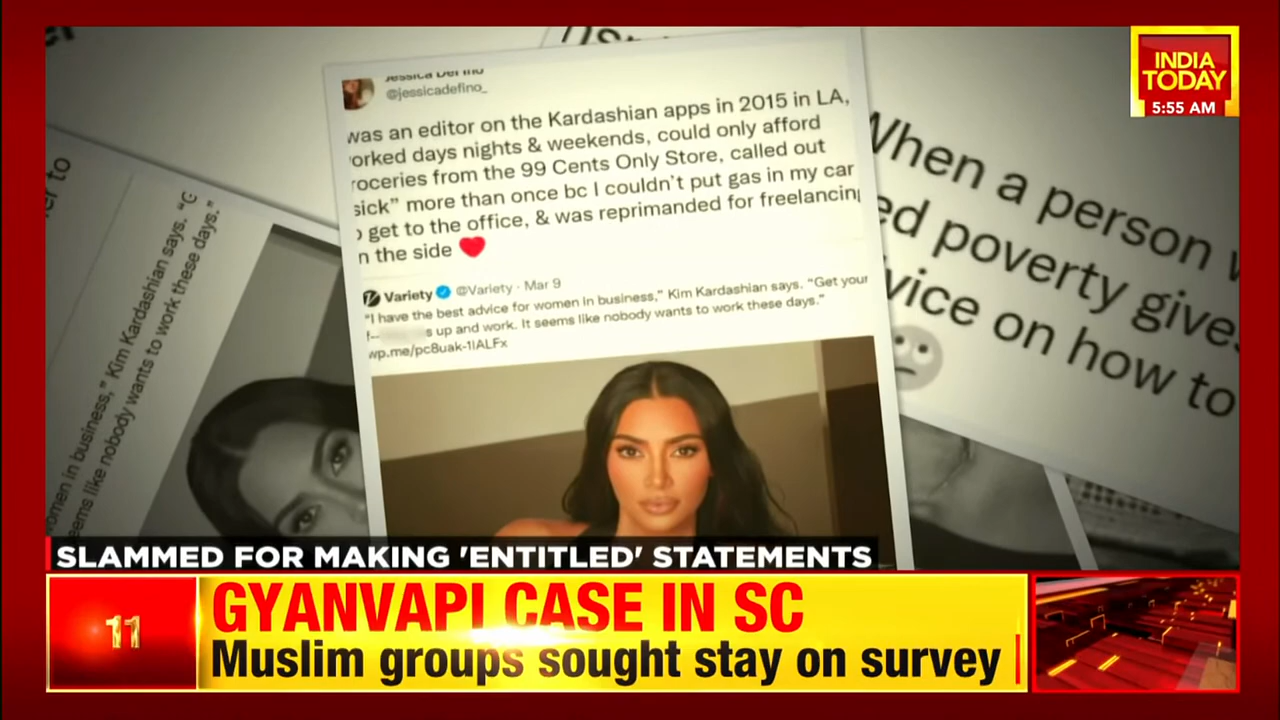 INDIA
TODAY
5:55 AM
@jessicadefino_
was an editor on the Kardashian apps in 2015 in LA,
orked days nights & weekends, could only afford
roceries from the 99 Cents Only Store, called out
sick” more than once bc I couldn't put gas in my car
o get to the office, & was reprimanded for freelancing
n the side ❤️
Variety @Variety · Mar 9
“I have the best advice for women in business,” Kim Kardashian says. “Get your
f-- s up and work. It seems like nobody wants to work these days.”
wp.me/pc8uak-1lALFx
er to
omen in business,” Kim Kardashian says. “G
eems like nobody wants to work these days.”
When a person w
ed poverty gives
vice on how to
SLAMMED FOR MAKING 'ENTITLED' STATEMENTS
11
GYANVAPI CASE IN SC
Muslim groups sought stay on survey